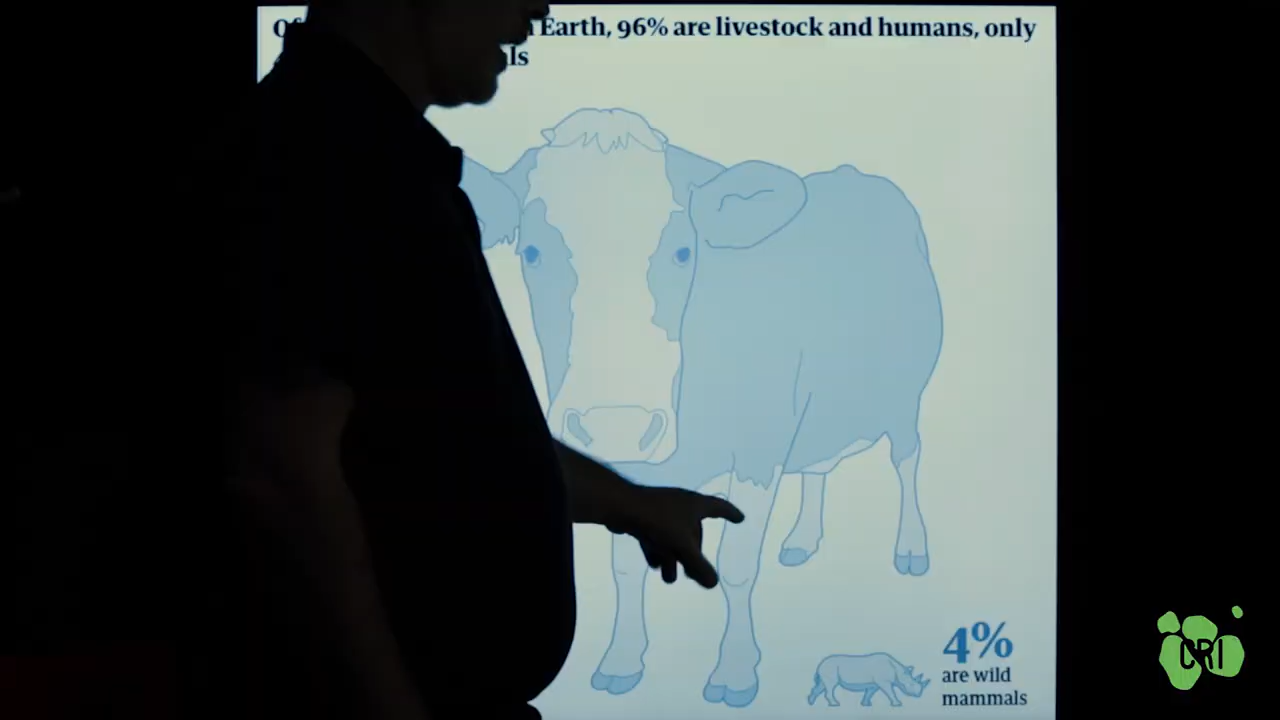 Earth, 96% are livestock and humans, only
4%
are wild
mammals
CRI